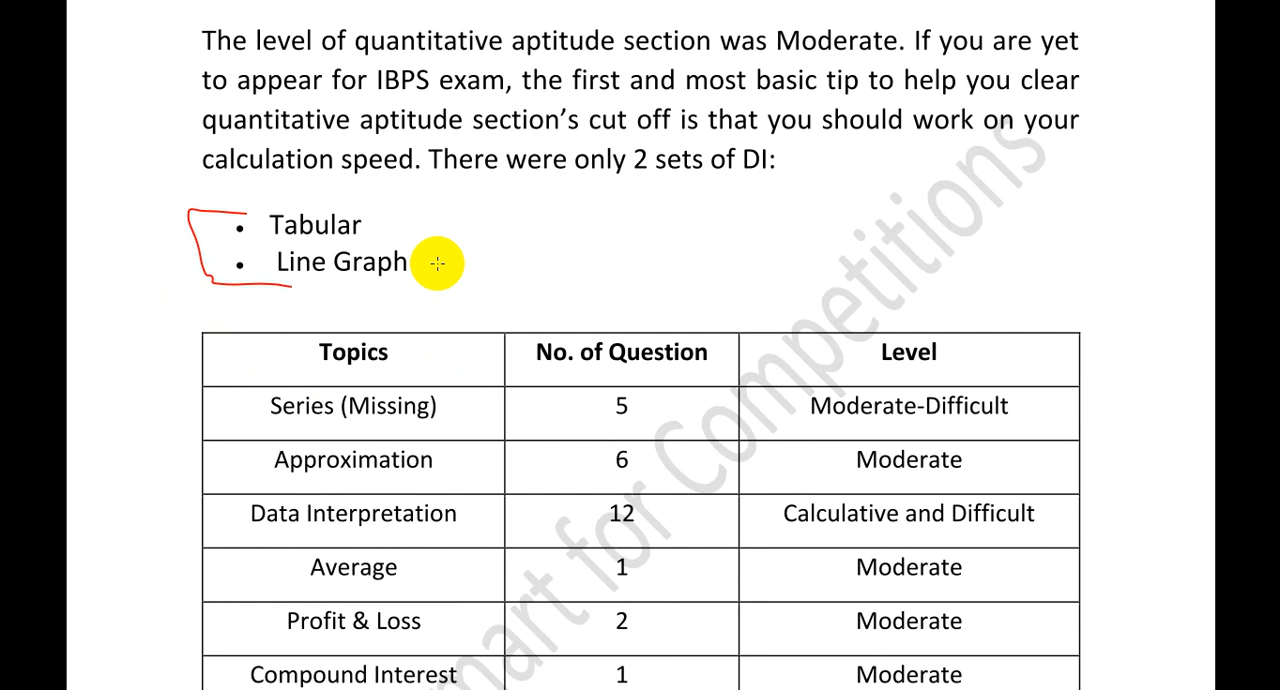 The level of quantitative aptitude section was Moderate. If you are yet
to appear for IBPS exam, the first and most basic tip to help you clear
quantitative aptitude section’s cut off is that you should work on your
calculation speed. There were only 2 sets of DI:
• Tabular
• Line Graph
Topics No. of Question Level
Series (Missing) 5 Moderate-Difficult
Approximation 6 Moderate
Data Interpretation 12 Calculative and Difficult
Average 1 Moderate
Profit & Loss 2 Moderate
Compound Interest 1 Moderate
for Competitions